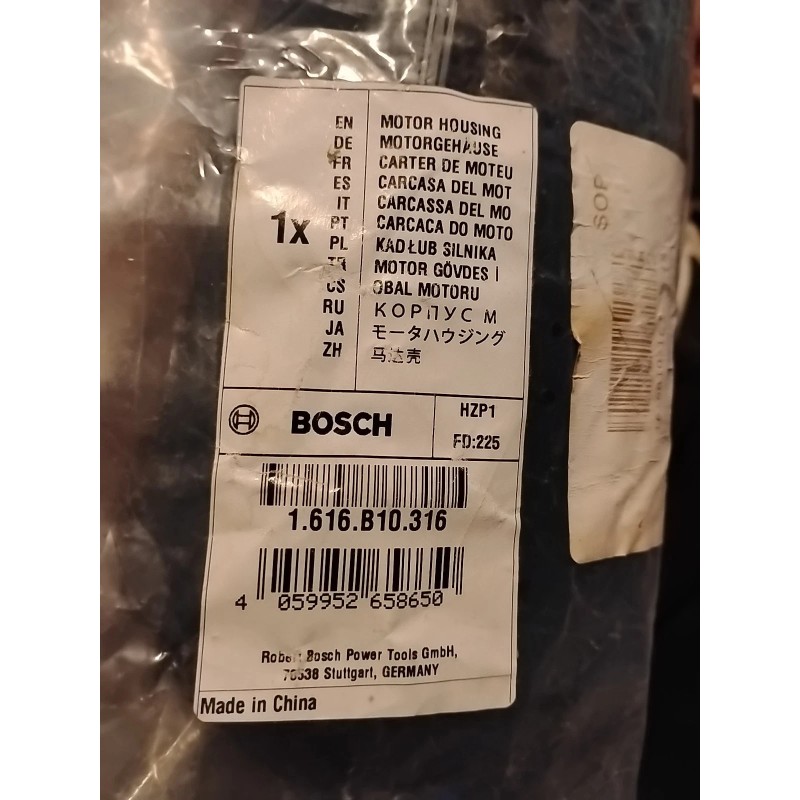 EN MOTOR HOUSING
DE MOTORGEHÄUSE
FR CARTER DE MOTEU
ES CARCASA DEL MOT
IT CARCASSA DEL MO
1x
PT CARCACA DO MOTO
PL KADŁUB SILNIKA
TR MOTOR GÖVDES İ
CS OBAL MOTORU
RU КОРПУС М
JA モータハウジング
ZH 马达壳
BOSCH
HZP1
FD:225
1.616.B10.316
4 059952 658650
Robert Bosch Power Tools GmbH,
70538 Stuttgart, GERMANY
Made in China
SOP